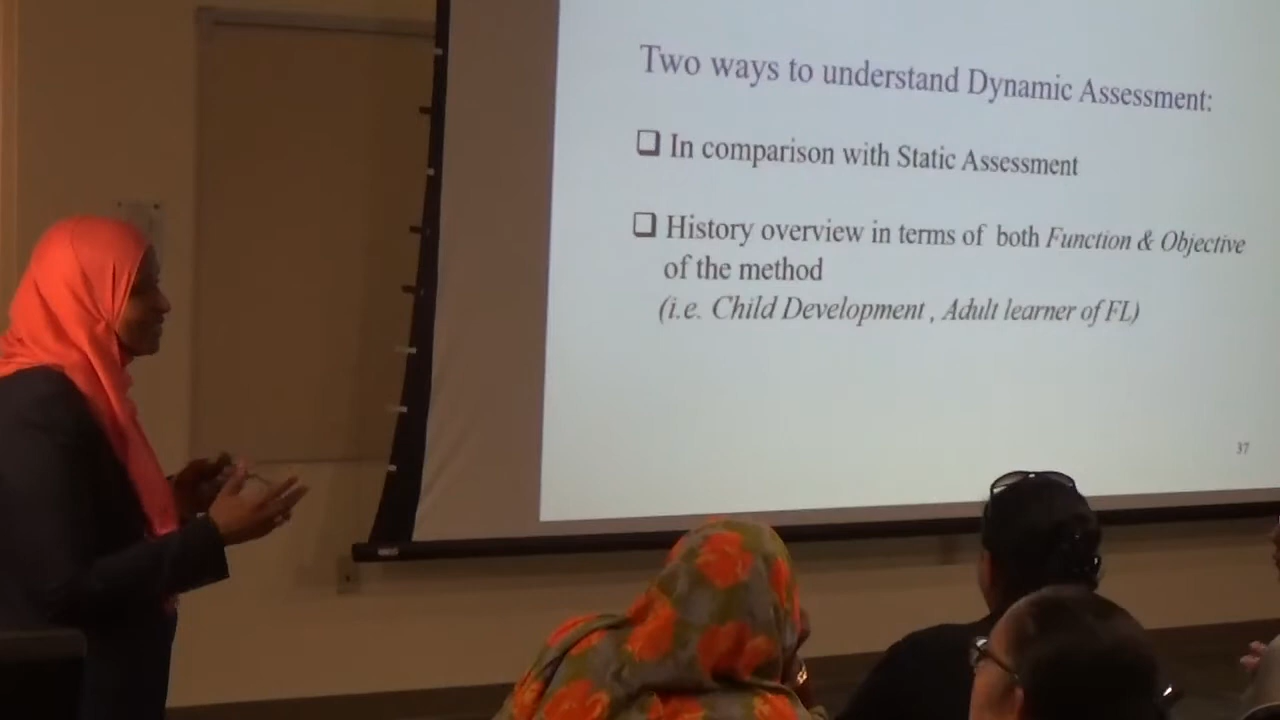 Two ways to understand Dynamic Assessment:
❑ In comparison with Static Assessment
❑ History overview in terms of both Function & Objective
of the method
(i.e. Child Development , Adult learner of FL)
37